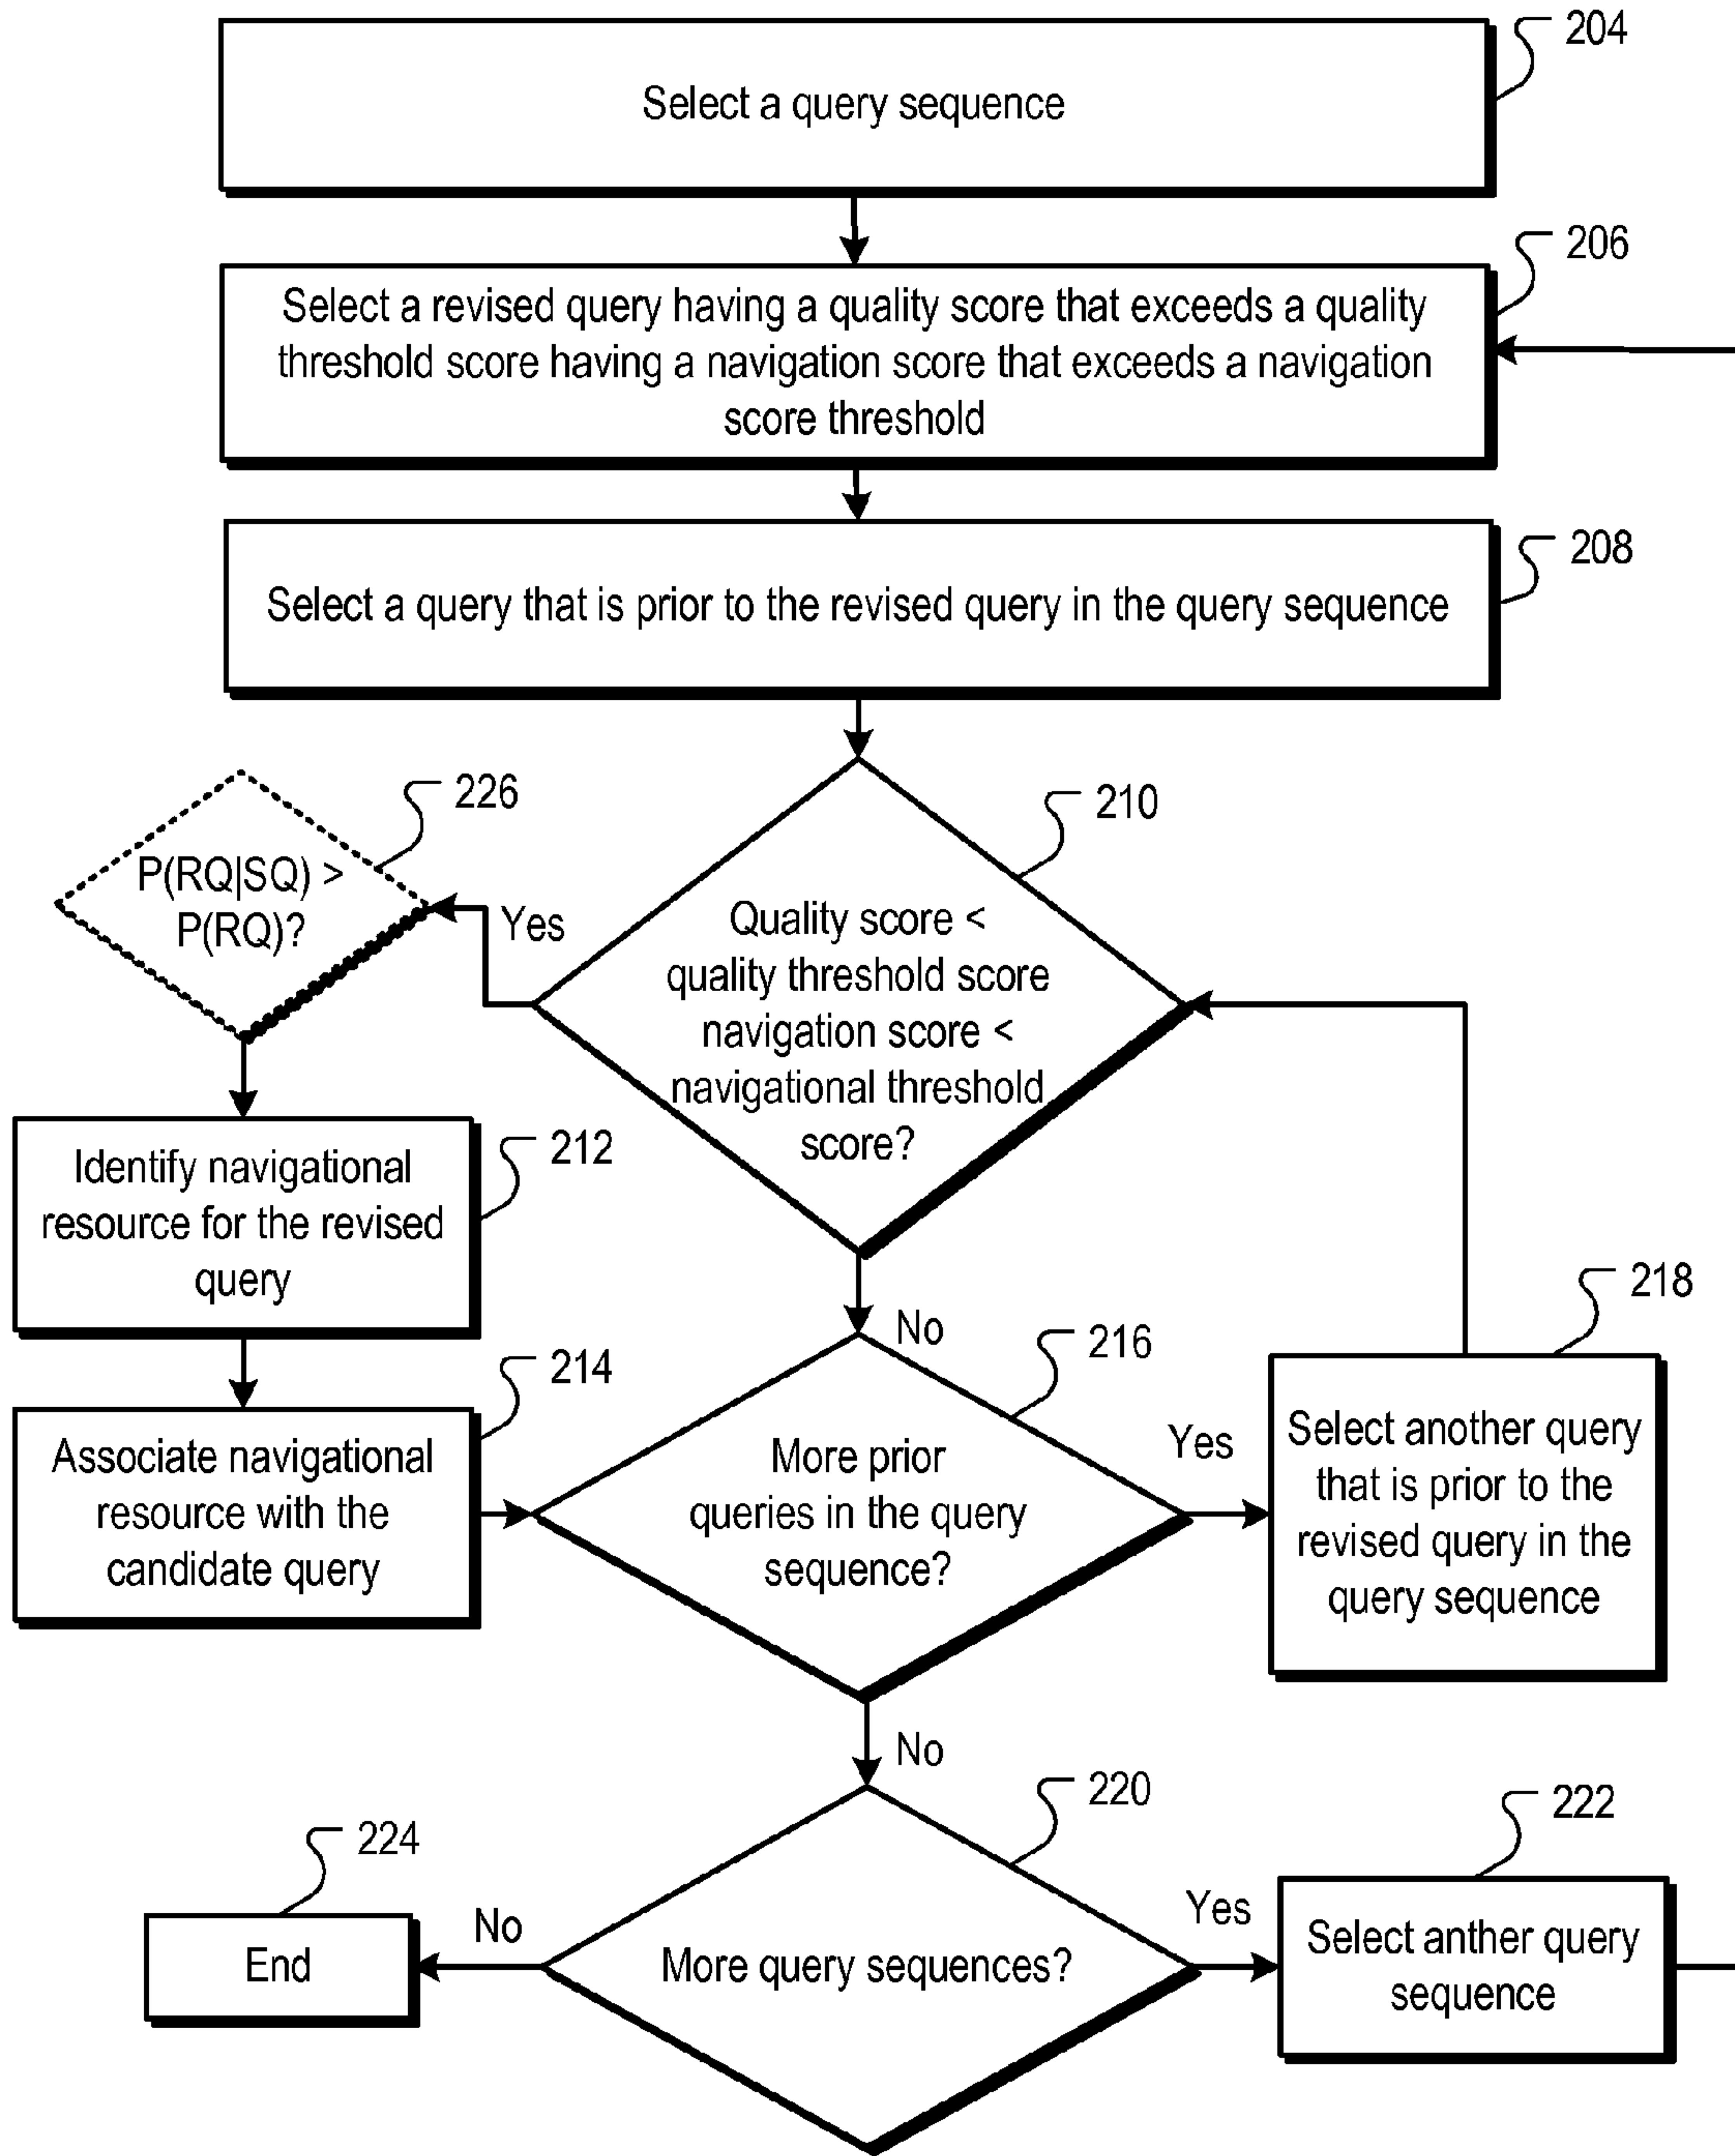 204
Select a query sequence
206
Select a revised query having a quality score that exceeds a quality
threshold score having a navigation score that exceeds a navigation
score threshold
208
Select a query that is prior to the revised query in the query sequence
226
P(RQ|SQ) >
P(RQ)?
Yes
210
Quality score <
quality threshold score
navigation score <
navigational threshold
score?
212
Identify navigational
resource for the revised
query
No
214
Associate navigational
resource with the
candidate query
216
More prior
queries in the query
sequence?
Yes
218
Select another query
that is prior to the
revised query in the
query sequence
No
220
More query sequences?
Yes
222
Select anther query
sequence
No
224
End